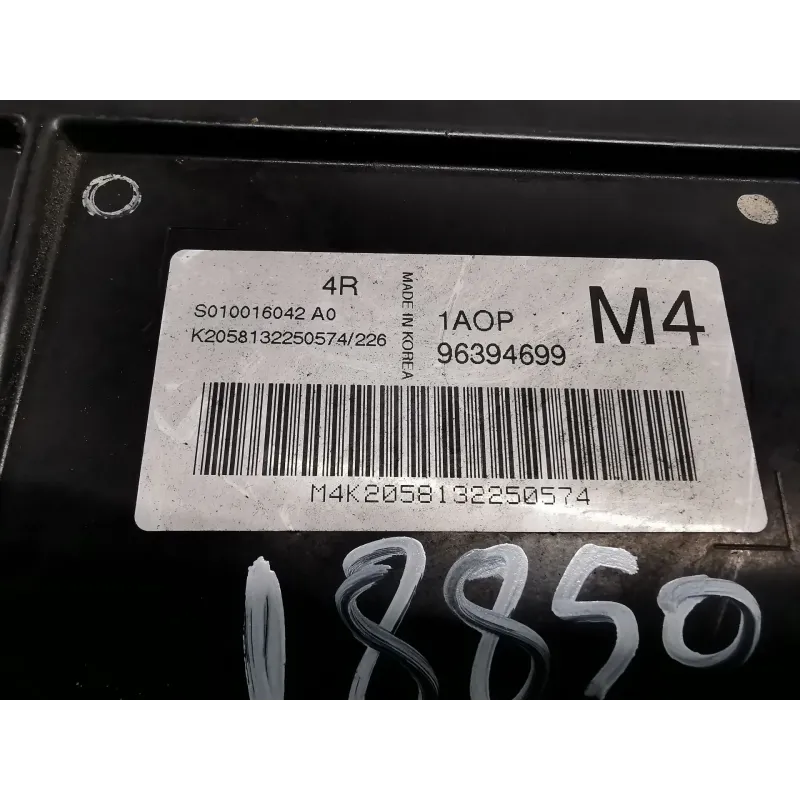 4R
S010016042 A0
K2058132250574/226
MADE IN KOREA
1AOP
96394699
M4
M4K2058132250574
18850